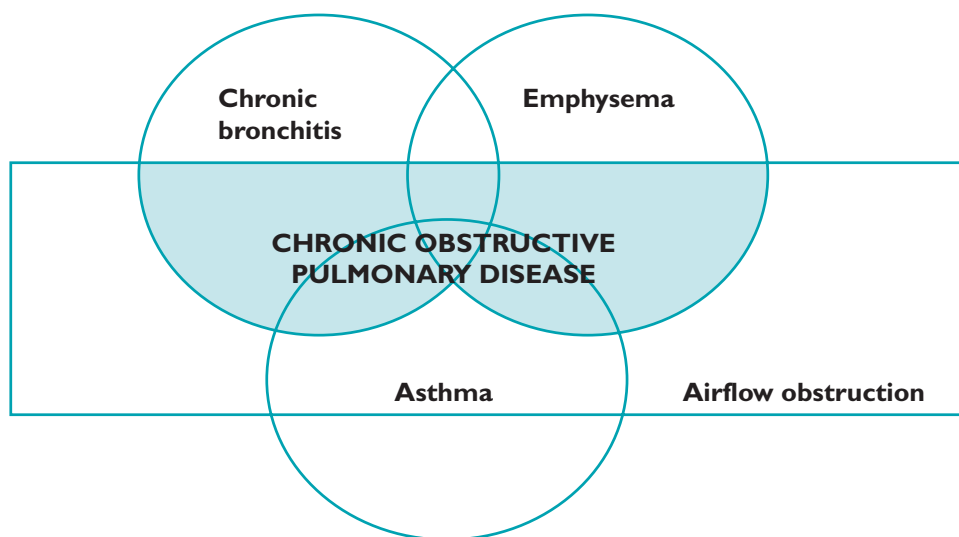 Chronic
bronchitis
Emphysema
CHRONIC OBSTRUCTIVE
PULMONARY DISEASE
Asthma
Airflow obstruction